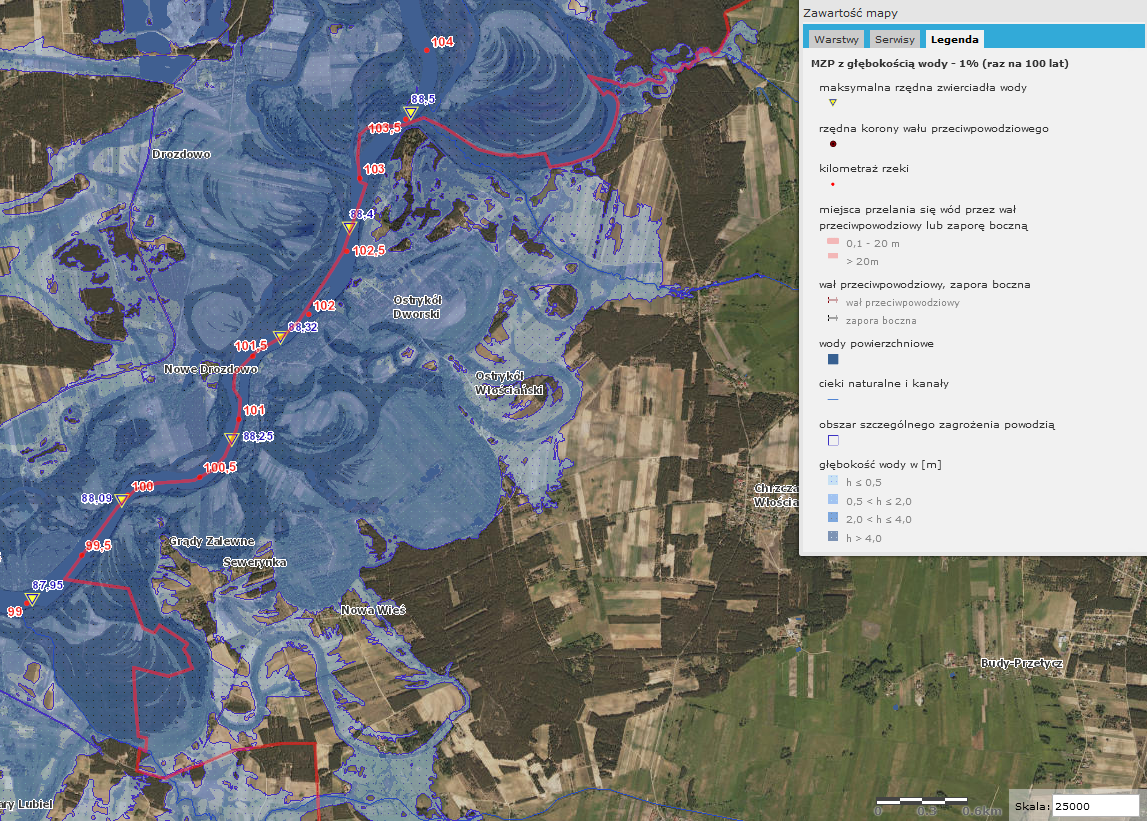 Zawartość mapy
Warstwy
Serwisy
Legenda
MZP z głębokością wody - 1% (raz na 100 lat)
maksymalna rzędna zwierciadła wody
rzędna korony wału przeciwpowodziowego
kilometraż rzeki
miejsca przelania się wód przez wał
przeciwpowodziowy lub zaporę boczną
0,1 - 20 m
> 20m
wał przeciwpowodziowy, zapora boczna
wał przeciwpowodziowy
zapora boczna
wody powierzchniowe
cieki naturalne i kanały
obszar szczególnego zagrożenia powodzią
głębokość wody w [m]
h ≤ 0,5
0,5 < h ≤ 2,0
2,0 < h ≤ 4,0
h > 4,0
104
88,5
103,5
Drozdowo
103
88,4
102,5
Ostrykół
Dworski
102
88,32
101,5
Nowe Drozdowo
Ostrykół
Włościański
101
88,25
100,5
100
88,09
Chrzcza
Włościa
99,5
Grądy Zalewne
Sewerynka
87,95
99
Nowa Wieś
Budy-Przetycz
ary Lubiel
0
0.3
0.6km
Skala: 25000